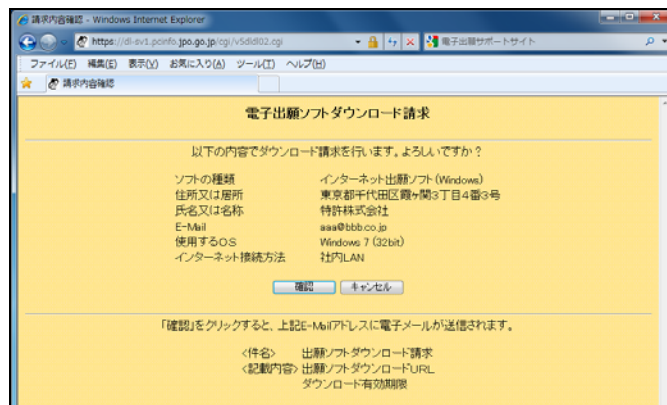 請求内容確認 - Windows Internet Explorer
https://dl-sv1.pcinfo.jpo.go.jp/cgi/v5dldl02.cgi 電子出願サポートサイト
ファイル(F) 編集(E) 表示(V) お気に入り(A) ツール(T) ヘルプ(H)
請求内容確認
電子出願ソフトダウンロード請求
以下の内容でダウンロード請求を行います。よろしいですか？
ソフトの種類 インターネット出願ソフト(Windows)
住所又は居所 東京都千代田区霞ヶ関3丁目4番3号
氏名又は名称 特許株式会社
E-Mail aaa@bbb.co.jp
使用するOS Windows 7 (32bit)
インターネット接続方法 社内LAN
確認 キャンセル
「確認」をクリックすると、上記E-Mailアドレスに電子メールが送信されます。
<件名> 出願ソフトダウンロード請求
<記載内容> 出願ソフトダウンロードURL
ダウンロード有効期限